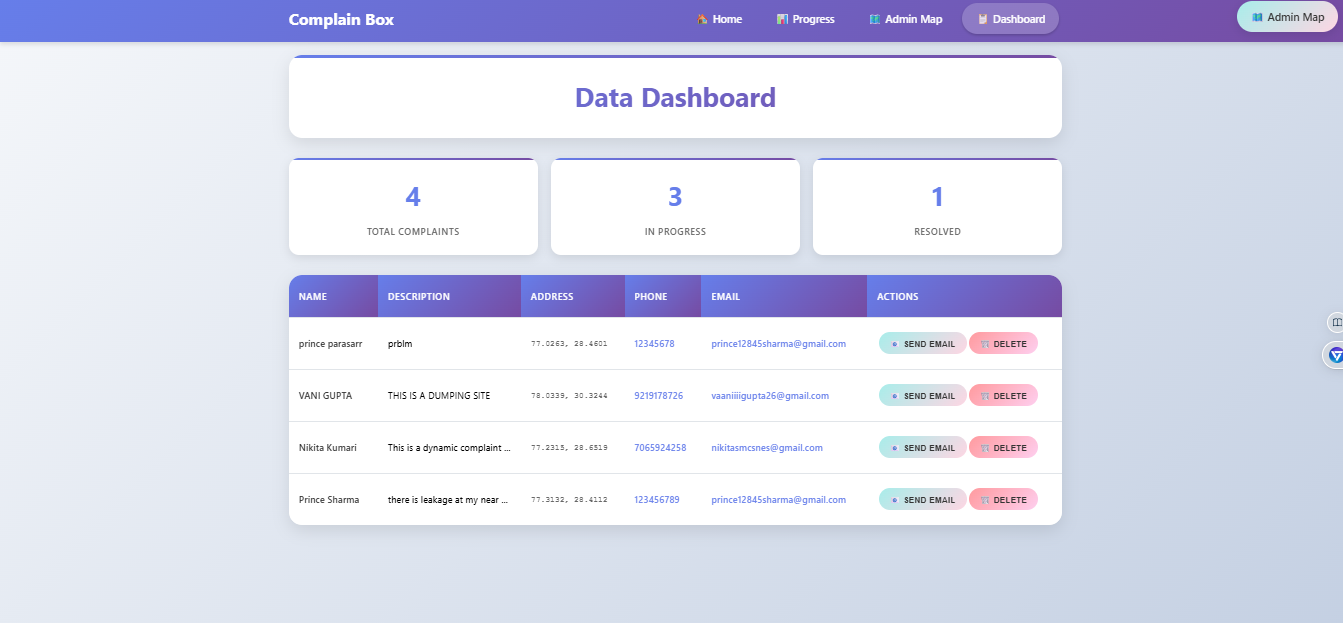 Complain Box
Home
Progress
Admin Map
Dashboard
Admin Map
Data Dashboard
4
TOTAL COMPLAINTS
3
IN PROGRESS
1
RESOLVED
NAME DESCRIPTION ADDRESS PHONE EMAIL ACTIONS
prince parasarr prblm 77.0263, 28.4601 12345678 prince12845sharma@gmail.com SEND EMAIL DELETE
VANI GUPTA THIS IS A DUMPING SITE 78.0339, 30.3244 9219178726 vaaniiiigupta26@gmail.com SEND EMAIL DELETE
Nikita Kumari This is a dynamic complaint ... 77.2315, 28.6519 7065924258 nikitasmcsnes@gmail.com SEND EMAIL DELETE
Prince Sharma there is leakage at my near ... 77.3132, 28.4112 123456789 prince12845sharma@gmail.com SEND EMAIL DELETE